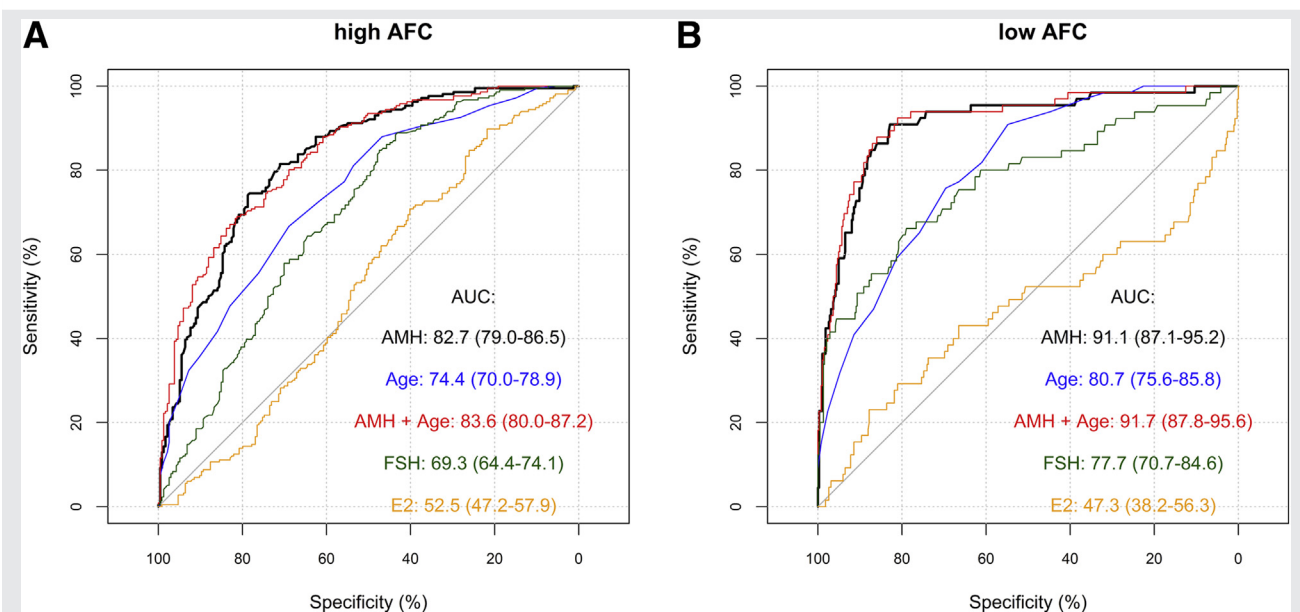 A
high AFC
Sensitivity (%)
100
80
60
40
20
0
AUC:
AMH: 82.7 (79.0-86.5)
Age: 74.4 (70.0-78.9)
AMH + Age: 83.6 (80.0-87.2)
FSH: 69.3 (64.4-74.1)
E2: 52.5 (47.2-57.9)
100 80 60 40 20 0
Specificity (%)
B
low AFC
Sensitivity (%)
100
80
60
40
20
0
AUC:
AMH: 91.1 (87.1-95.2)
Age: 80.7 (75.6-85.8)
AMH + Age: 91.7 (87.8-95.6)
FSH: 77.7 (70.7-84.6)
E2: 47.3 (38.2-56.3)
100 80 60 40 20 0
Specificity (%)